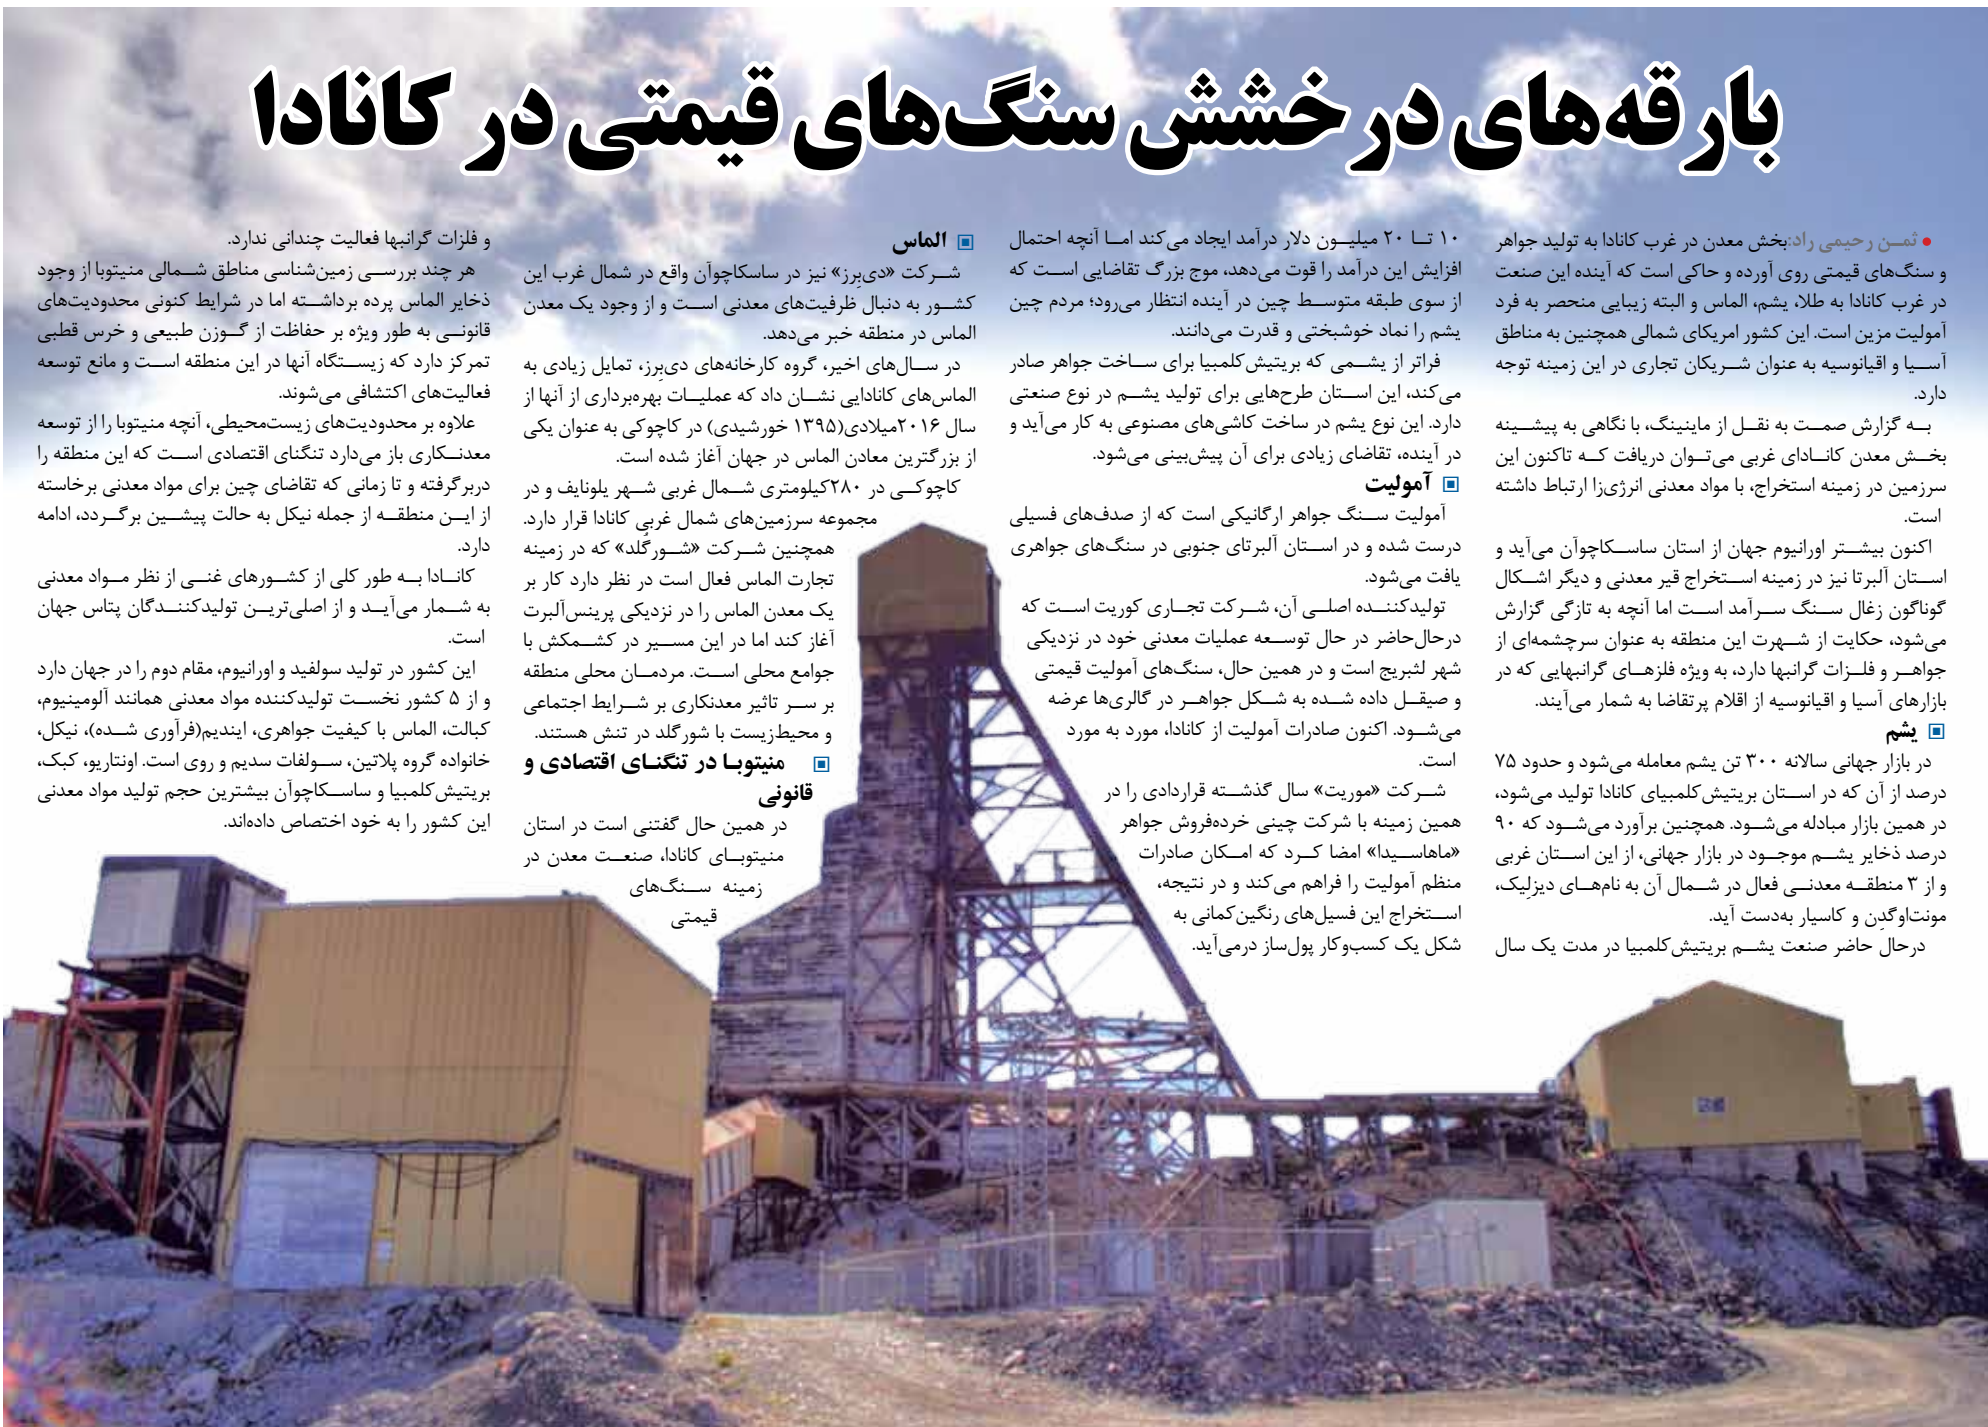 بارقه‌های درخشش سنگ‌های قیمتی در کانادا
ثمن رحیمی راد: بخش معدن در غرب کانادا به تولید جواهر
و سنگ‌های قیمتی روی آورده و حاکی است که آینده این صنعت
در غرب کانادا به طلا، یشم، الماس و البته زیبایی منحصر به فرد
آمولیت مزین است. این کشور امریکای شمالی همچنین به مناطق
آسیا و اقیانوسیه به عنوان شریکان تجاری در این زمینه توجه
دارد.
به گزارش صمت به نقل از ماینینگ، با نگاهی به پیشینه
بخش معدن کانادای غربی می‌توان دریافت که تاکنون این
سرزمین در زمینه استخراج، با مواد معدنی انرژی‌زا ارتباط داشته
است.
اکنون بیشتر اورانیوم جهان از استان ساسکاچوآن می‌آید و
استان آلبرتا نیز در زمینه استخراج قیر معدنی و دیگر اشکال
گوناگون زغال سنگ سرآمد است اما آنچه به تازگی گزارش
می‌شود، حکایت از شهرت این منطقه به عنوان سرچشمه‌ای از
جواهر و فلزات گرانبها دارد، به ویژه فلزهای گرانبهایی که در
بازارهای آسیا و اقیانوسیه از اقلام پرتقاضا به شمار می‌آیند.
یشم
در بازار جهانی سالانه ۳۰۰ تن یشم معامله می‌شود و حدود ۷۵
درصد از آن که در استان بریتیش‌کلمبیای کانادا تولید می‌شود،
در همین بازار مبادله می‌شود. همچنین برآورد می‌شود که ۹۰
درصد ذخایر یشم موجود در بازار جهانی، از این استان غربی
و از ۳ منطقه معدنی فعال در شمال آن به نام‌های دیزلِیک،
مونت‌اوگدِن و کاسیار به‌دست آید.
درحال حاضر صنعت یشم بریتیش‌کلمبیا در مدت یک سال
۱۰ تا ۲۰ میلیون دلار درآمد ایجاد می‌کند اما آنچه احتمال
افزایش این درآمد را قوت می‌دهد، موج بزرگ تقاضایی است که
از سوی طبقه متوسط چین در آینده انتظار می‌رود؛ مردم چین
یشم را نماد خوشبختی و قدرت می‌دانند.
فراتر از یشمی که بریتیش‌کلمبیا برای ساخت جواهر صادر
می‌کند، این استان طرح‌هایی برای تولید یشم در نوع صنعتی
دارد. این نوع یشم در ساخت کاشی‌های مصنوعی به کار می‌آید و
در آینده، تقاضای زیادی برای آن پیش‌بینی می‌شود.
آمولیت
آمولیت سنگ جواهر ارگانیکی است که از صدف‌های فسیلی
درست شده و در استان آلبرتای جنوبی در سنگ‌های جواهری
یافت می‌شود.
تولیدکننده اصلی آن، شرکت تجاری کوریت است که
درحال‌حاضر در حال توسعه عملیات معدنی خود در نزدیکی
شهر لثبریج است و در همین حال، سنگ‌های آمولیت قیمتی
و صیقل داده شده به شکل جواهر در گالری‌ها عرضه
می‌شود. اکنون صادرات آمولیت از کانادا، مورد به مورد
است.
شرکت «موریت» سال گذشته قراردادی را در
همین زمینه با شرکت چینی خرده‌فروش جواهر
«ماهاسیدا» امضا کرد که امکان صادرات
منظم آمولیت را فراهم می‌کند و در نتیجه،
استخراج این فسیل‌های رنگین‌کمانی به
شکل یک کسب‌وکار پول‌ساز درمی‌آید.
الماس
شرکت «دی‌بِرز» نیز در ساسکاچوآن واقع در شمال غرب این
کشور به دنبال ظرفیت‌های معدنی است و از وجود یک معدن
الماس در منطقه خبر می‌دهد.
در سال‌های اخیر، گروه کارخانه‌های دی‌بِرز، تمایل زیادی به
الماس‌های کانادایی نشان داد که عملیات بهره‌برداری از آنها از
سال ۲۰۱۶میلادی(۱۳۹۵ خورشیدی) در کاچوکی به عنوان یکی
از بزرگترین معادن الماس در جهان آغاز شده است.
کاچوکی در ۲۸۰کیلومتری شمال غربی شهر یلونایف و در
مجموعه سرزمین‌های شمال غربی کانادا قرار دارد.
همچنین شرکت «شورگُلد» که در زمینه
تجارت الماس فعال است در نظر دارد کار بر
یک معدن الماس را در نزدیکی پرینس‌آلبرت
آغاز کند اما در این مسیر در کشمکش با
جوامع محلی است. مردمان محلی منطقه
بر سر تاثیر معدنکاری بر شرایط اجتماعی
و محیط‌زیست با شورگلد در تنش هستند.
منیتوبا در تنگنای اقتصادی و
قانونی
در همین حال گفتنی است در استان
منیتوبای کانادا، صنعت معدن در
زمینه سنگ‌های
قیمتی
و فلزات گرانبها فعالیت چندانی ندارد.
هر چند بررسی زمین‌شناسی مناطق شمالی منیتوبا از وجود
ذخایر الماس پرده برداشته اما در شرایط کنونی محدودیت‌های
قانونی به طور ویژه بر حفاظت از گوزن طبیعی و خرس قطبی
تمرکز دارد که زیستگاه آنها در این منطقه است و مانع توسعه
فعالیت‌های اکتشافی می‌شوند.
علاوه بر محدودیت‌های زیست‌محیطی، آنچه منیتوبا را از توسعه
معدنکاری باز می‌دارد تنگنای اقتصادی است که این منطقه را
دربرگرفته و تا زمانی که تقاضای چین برای مواد معدنی برخاسته
از این منطقه از جمله نیکل به حالت پیشین برگردد، ادامه
دارد.
کانادا به طور کلی از کشورهای غنی از نظر مواد معدنی
به شمار می‌آید و از اصلی‌ترین تولیدکنندگان پتاس جهان
است.
این کشور در تولید سولفید و اورانیوم، مقام دوم را در جهان دارد
و از ۵ کشور نخست تولیدکننده مواد معدنی همانند آلومینیوم،
کبالت، الماس با کیفیت جواهری، ایندیم(فرآوری شده)، نیکل،
خانواده گروه پلاتین، سولفات سدیم و روی است. اونتاریو، کبک،
بریتیش‌کلمبیا و ساسکاچوآن بیشترین حجم تولید مواد معدنی
این کشور را به خود اختصاص داده‌اند.